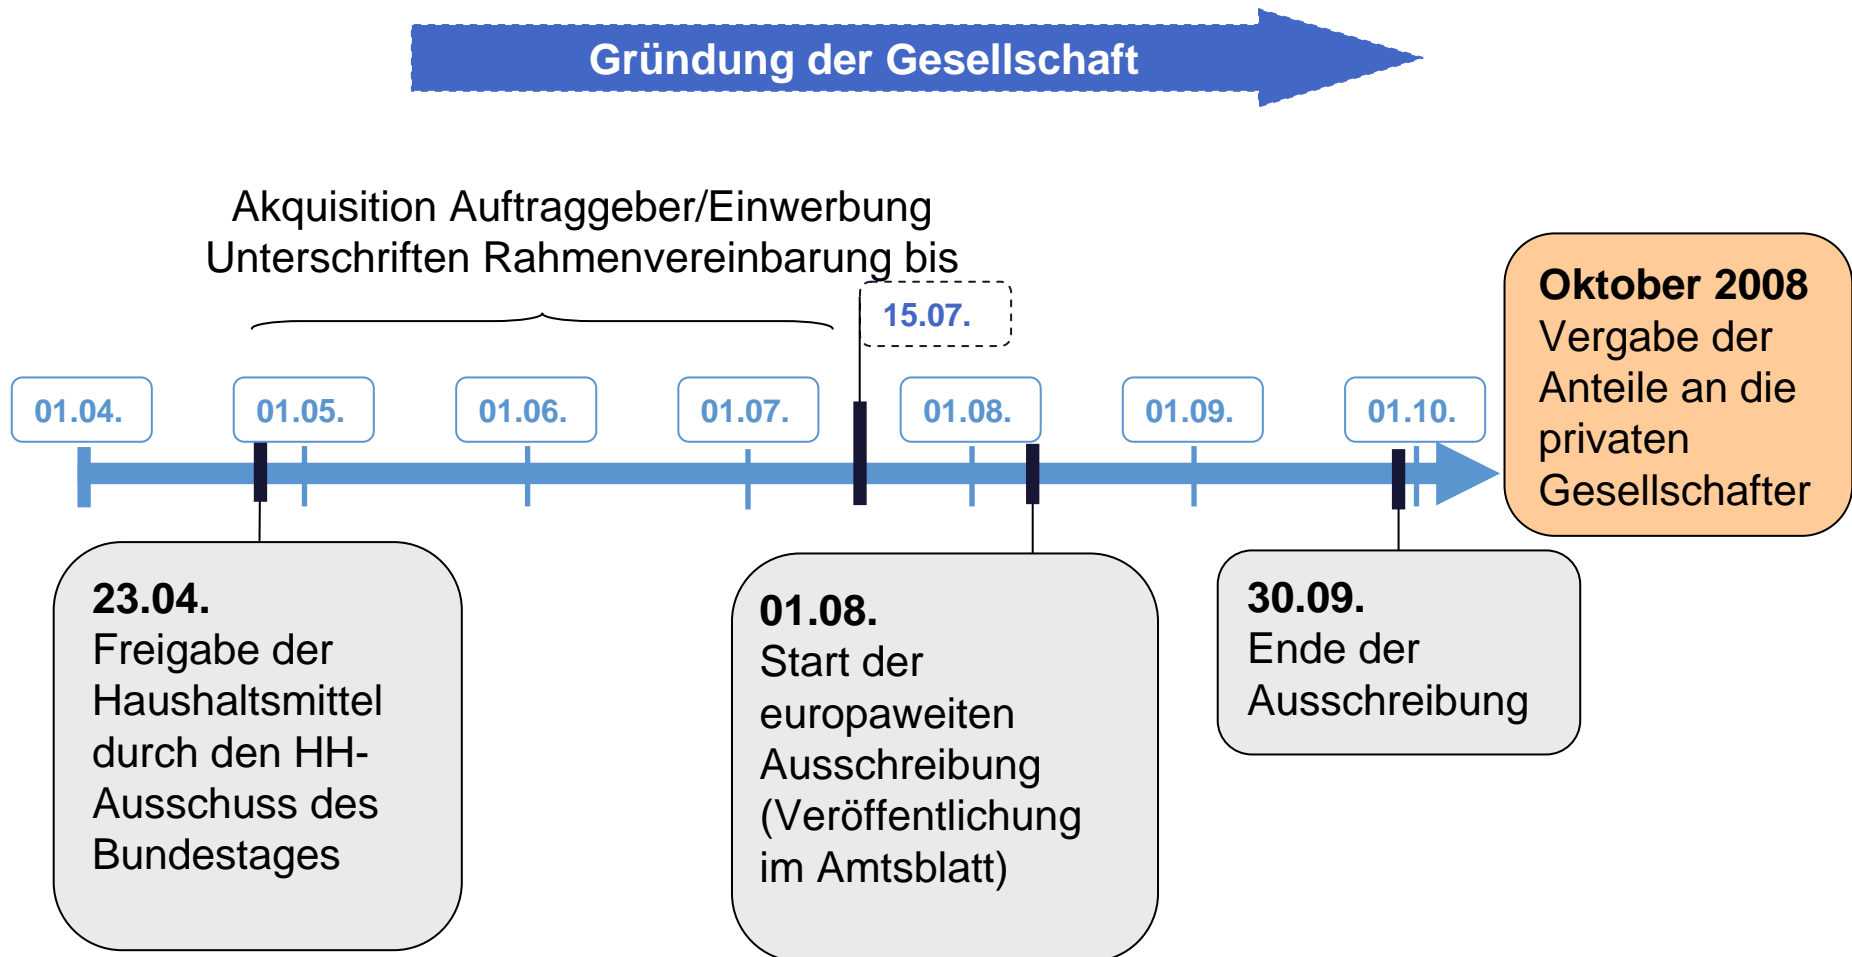 Gründung der Gesellschaft
Akquisition Auftraggeber/Einwerbung
Unterschriften Rahmenvereinbarung bis
15.07.
01.04.
01.05.
01.06.
01.07.
01.08.
01.09.
01.10.
Oktober 2008
Vergabe der
Anteile an die
privaten
Gesellschafter
23.04.
Freigabe der
Haushaltsmittel
durch den HH-
Ausschuss des
Bundestages
01.08.
Start der
europaweiten
Ausschreibung
(Veröffentlichung
im Amtsblatt)
30.09.
Ende der
Ausschreibung